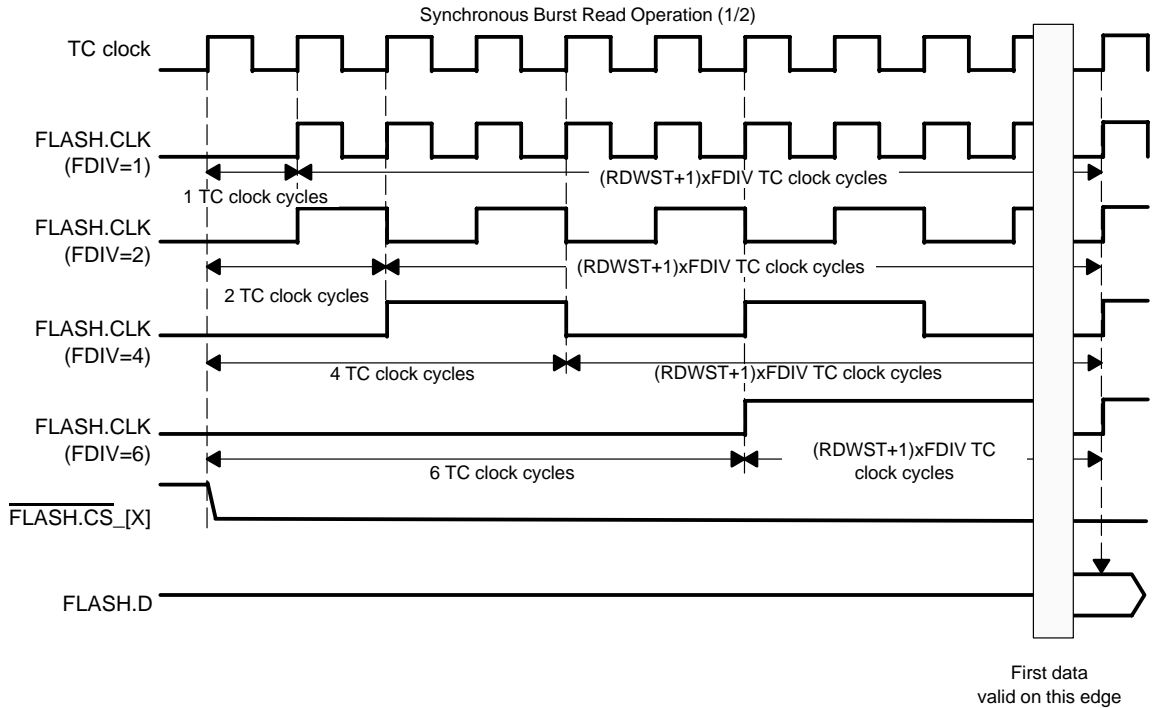 Synchronous Burst Read Operation (1/2)
TC clock
FLASH.CLK
(FDIV=1)
(RDWST+1)xFDIV TC clock cycles
1 TC clock cycles
FLASH.CLK
(FDIV=2)
(RDWST+1)xFDIV TC clock cycles
2 TC clock cycles
FLASH.CLK
(FDIV=4)
4 TC clock cycles
(RDWST+1)xFDIV TC clock cycles
FLASH.CLK
(FDIV=6)
6 TC clock cycles
(RDWST+1)xFDIV TC
clock cycles
FLASH.CS_[X]
FLASH.D
First data
valid on this edge